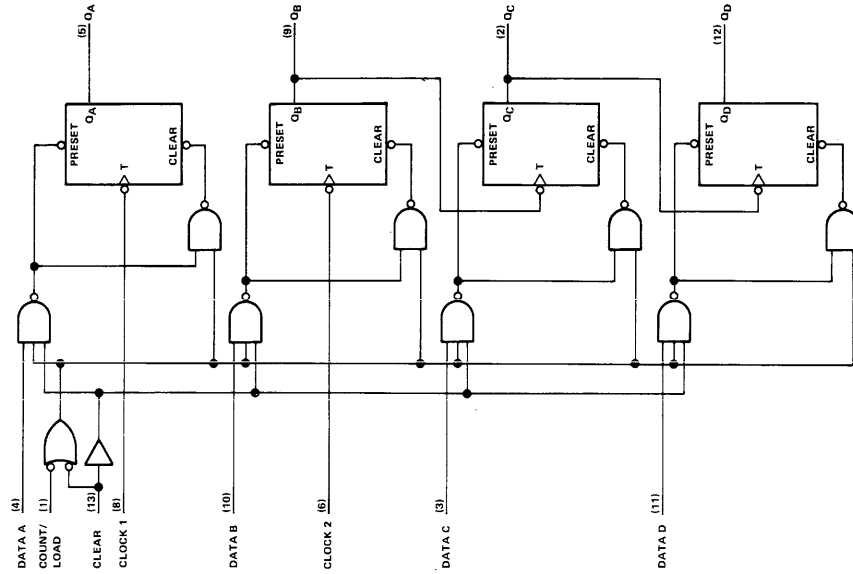 (5) QA
(9) QB
(2) QC
(12) QD
PRESET
QA
T
CLEAR
PRESET
QB
T
CLEAR
PRESET
QC
T
CLEAR
PRESET
QD
T
CLEAR
DATA A (4)
COUNT/ LOAD (1)
CLEAR (13)
CLOCK 1 (8)
DATA B (10)
CLOCK 2 (6)
DATA C (3)
DATA D (11)